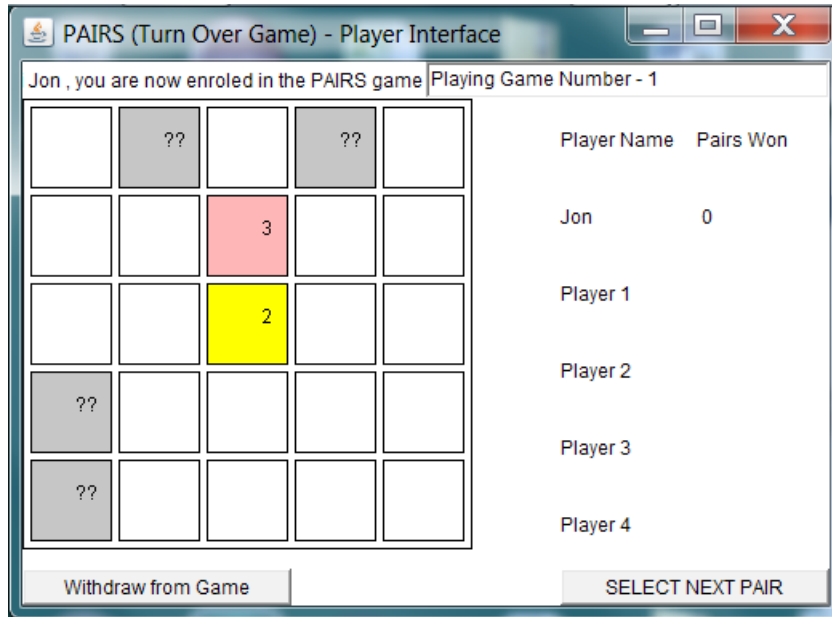 PAIRS (Turn Over Game) - Player Interface
Jon , you are now enroled in the PAIRS game Playing Game Number - 1
?? ?? Player Name Pairs Won
3 Jon 0
2 Player 1
?? Player 2
Player 3
??
Player 4
Withdraw from Game SELECT NEXT PAIR